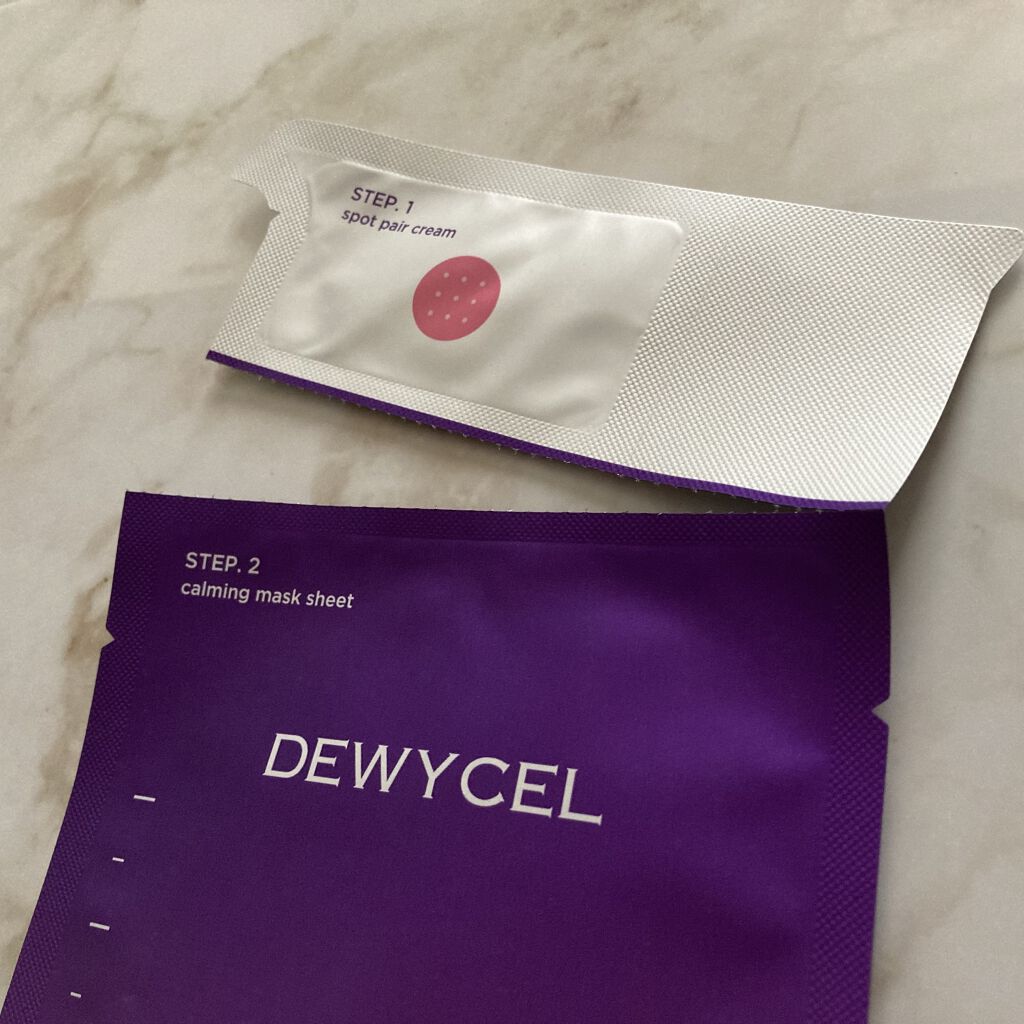 STEP. 1
spot pair cream
STEP. 2
calming mask sheet
DEWYCEL